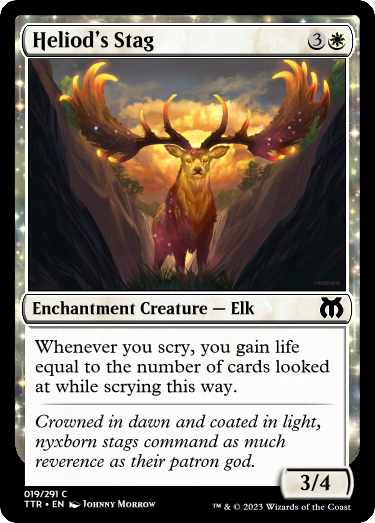 Heliod's Stag 3
Enchantment Creature — Elk
Whenever you scry, you gain life
equal to the number of cards looked
at while scrying this way.
Crowned in dawn and coated in light,
nyxborn stags command as much
reverence as their patron god.
3/4
019/291 C
TTR • EN Johnny Morrow
™ & © 2023 Wizards of the Coast